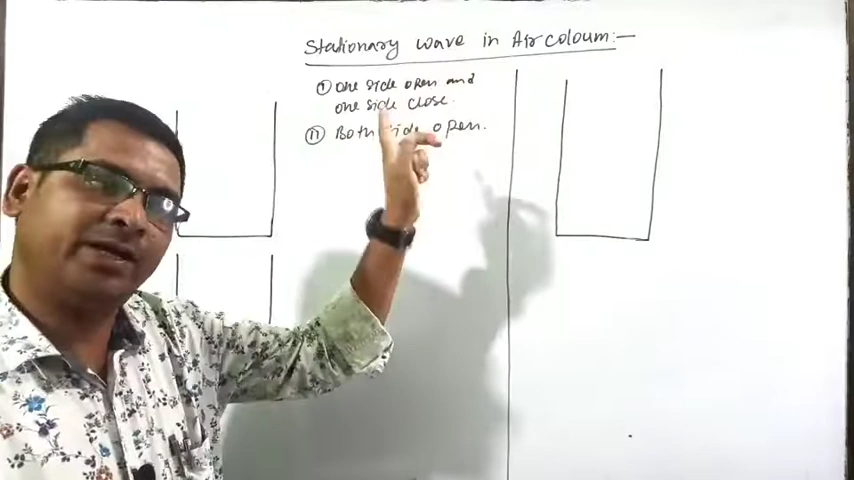 Stationary wave in Air coloum:-
(I) one side open and
one side close.
(II) Both side open.